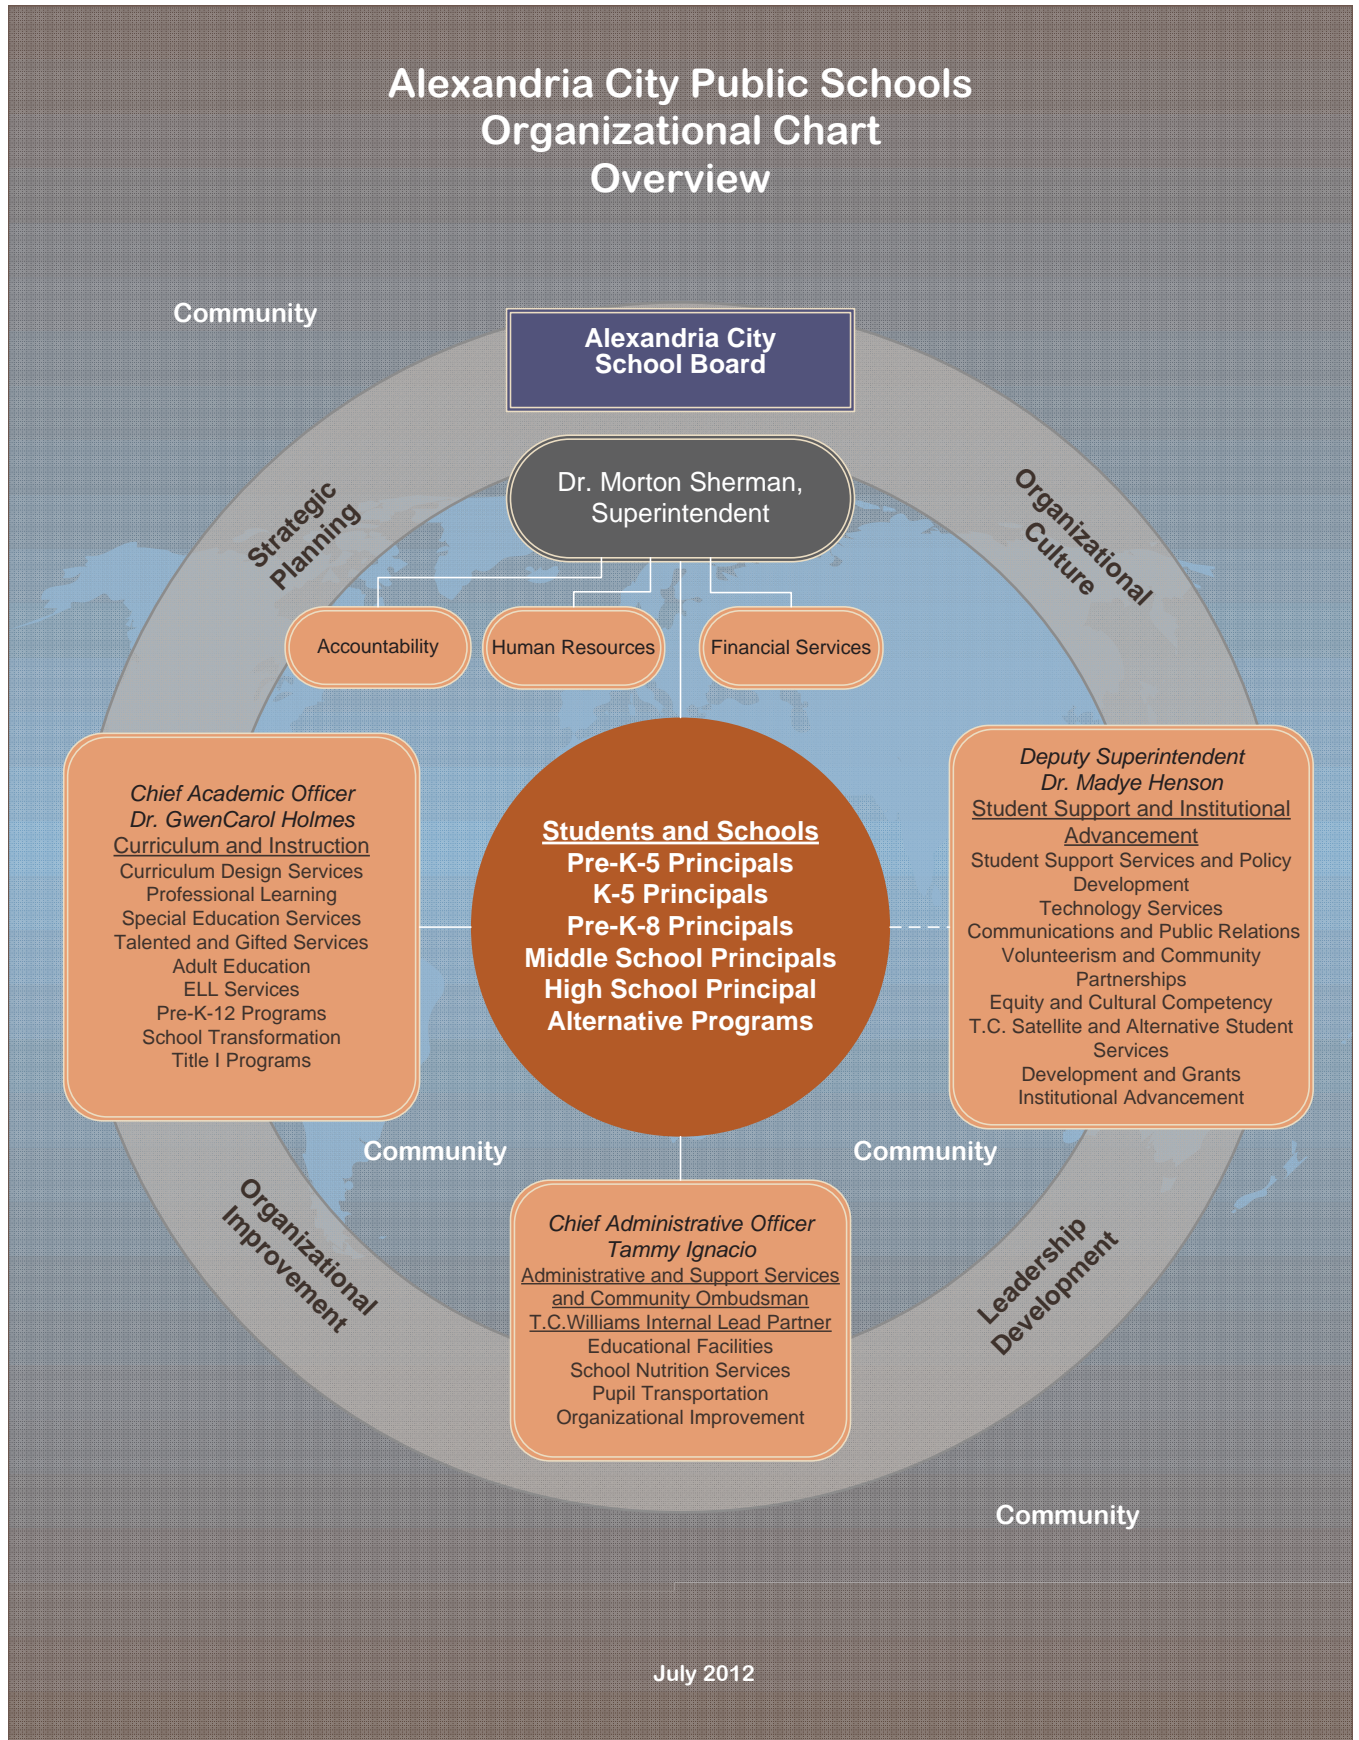 Alexandria City Public Schools
Organizational Chart
Overview
Community
Alexandria City
School Board
Dr. Morton Sherman,
Superintendent
Strategic
Planning
Organizational
Culture
Accountability
Human Resources
Financial Services
Chief Academic Officer
Dr. GwenCarol Holmes
Curriculum and Instruction
Curriculum Design Services
Professional Learning
Special Education Services
Talented and Gifted Services
Adult Education
ELL Services
Pre-K-12 Programs
School Transformation
Title I Programs
Students and Schools
Pre-K-5 Principals
K-5 Principals
Pre-K-8 Principals
Middle School Principals
High School Principal
Alternative Programs
Deputy Superintendent
Dr. Madye Henson
Student Support and Institutional
Advancement
Student Support Services and Policy
Development
Technology Services
Communications and Public Relations
Volunteerism and Community
Partnerships
Equity and Cultural Competency
T.C. Satellite and Alternative Student
Services
Development and Grants
Institutional Advancement
Community
Community
Organizational
Improvement
Chief Administrative Officer
Tammy Ignacio
Administrative and Support Services
and Community Ombudsman
T.C.Williams Internal Lead Partner
Educational Facilities
School Nutrition Services
Pupil Transportation
Organizational Improvement
Leadership
Development
Community
July 2012